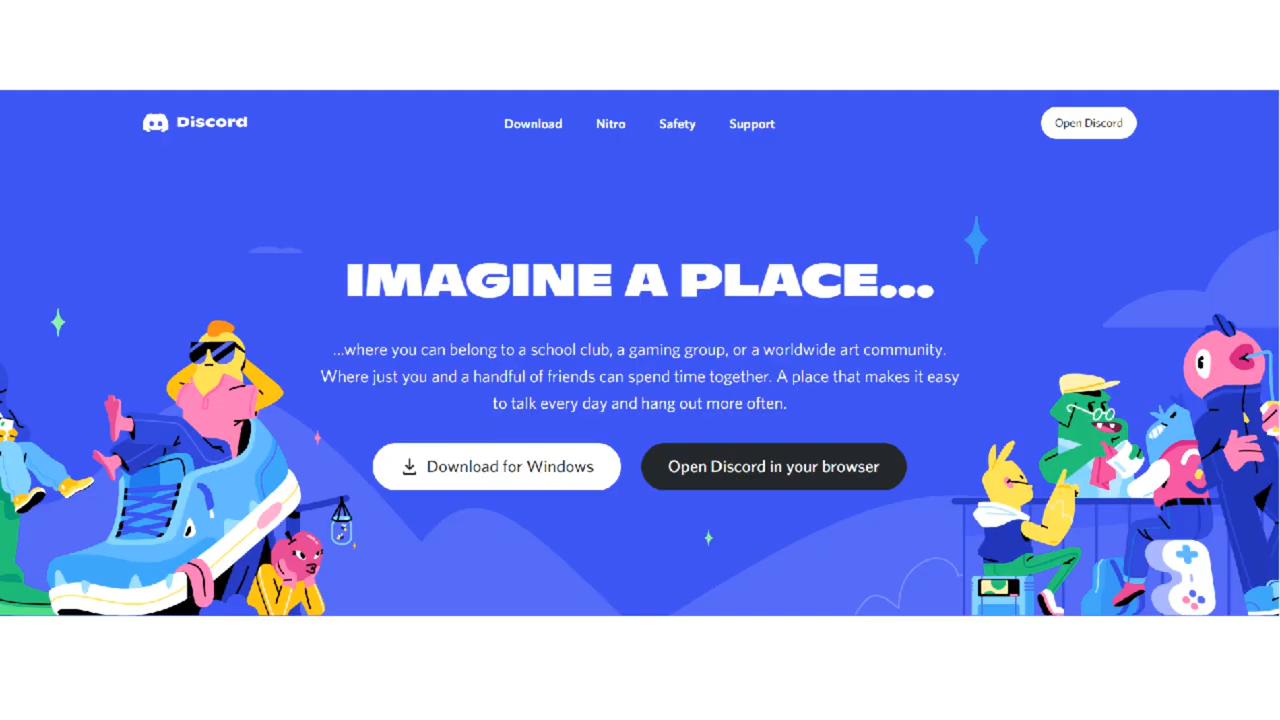 Discord
Download Nitro Safety Support
Open Discord
IMAGINE A PLACE...
...where you can belong to a school club, a gaming group, or a worldwide art community.
Where just you and a handful of friends can spend time together. A place that makes it easy
to talk every day and hang out more often.
Download for Windows
Open Discord in your browser